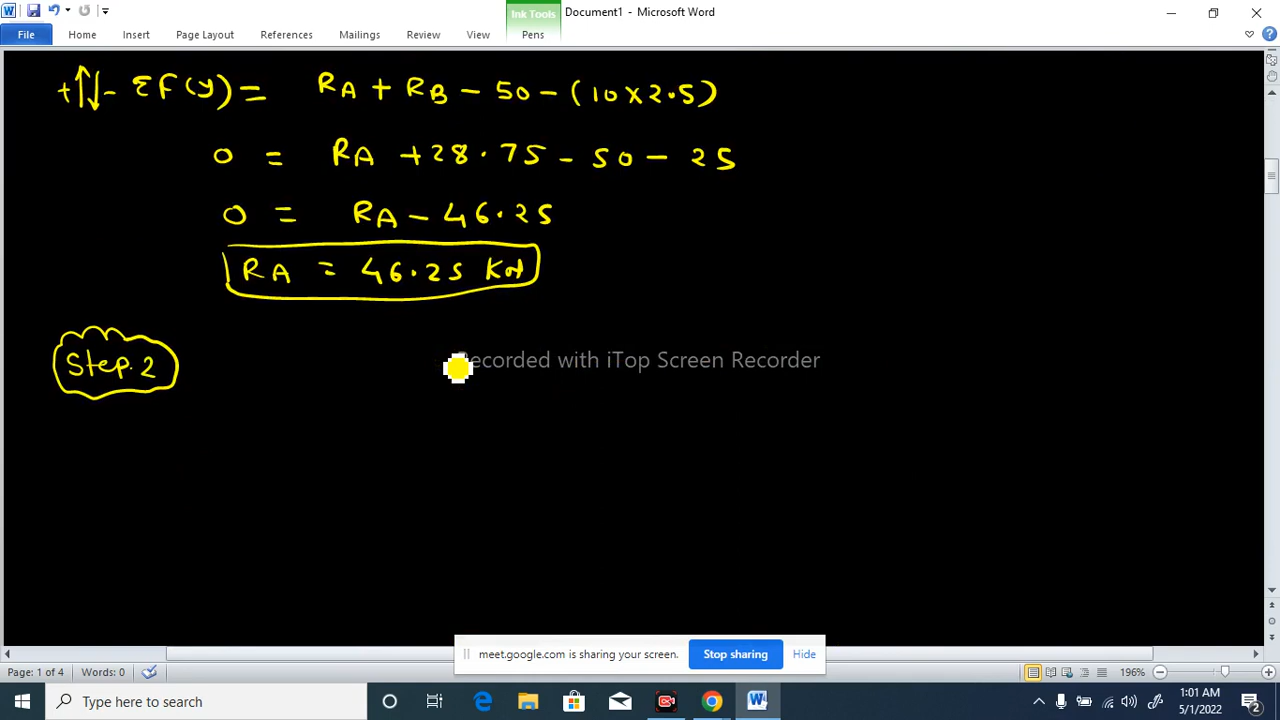 Ink Tools
Document1 - Microsoft Word
File Home Insert Page Layout References Mailings Review View Pens
+↑↓- ΣF(y) = RA + RB - 50 - (10×2.5)
0 = RA + 28.75 - 50 - 25
0 = RA - 46.25
RA = 46.25 KN
Step.2
Recorded with iTop Screen Recorder
meet.google.com is sharing your screen. Stop sharing Hide
Page: 1 of 4 Words: 0 196%
Type here to search
1:01 AM
5/1/2022
2